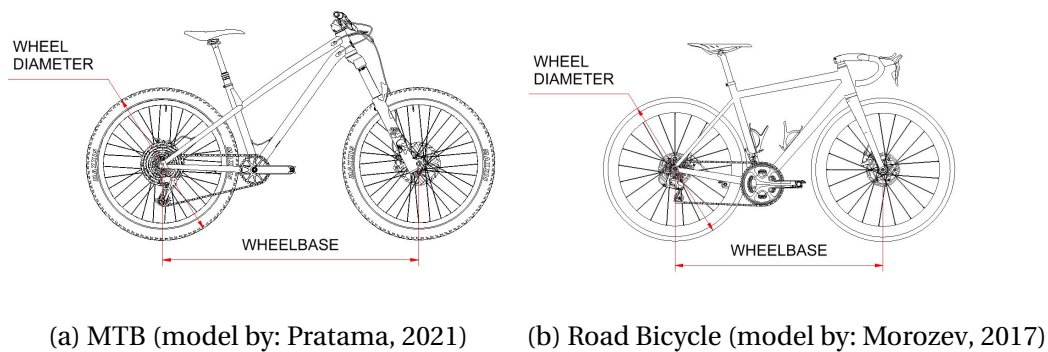 WHEEL
DIAMETER
WHEELBASE
WHEEL
DIAMETER
WHEELBASE
(a) MTB (model by: Pratama, 2021)
(b) Road Bicycle (model by: Morozev, 2017)